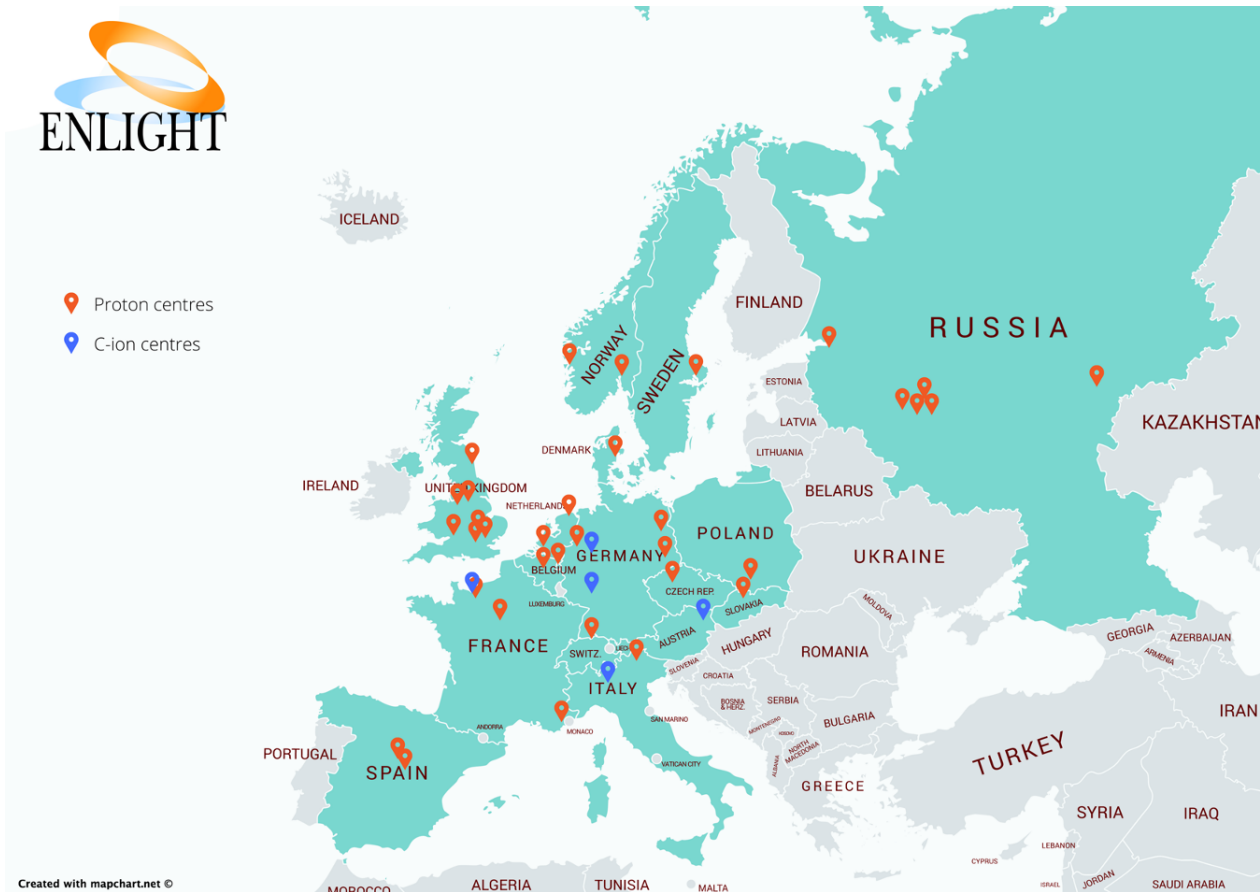 ENLIGHT
ICELAND
Proton centres
C-ion centres
FINLAND
RUSSIA
NORWAY
SWEDEN
ESTONIA
LATVIA
KAZAKHSTAN
DENMARK
LITHUANIA
IRELAND
UNITED KINGDOM
BELARUS
NETHERLANDS
POLAND
GERMANY
UKRAINE
BELGIUM
CZECH REP.
LUXEMBURG
SLOVAKIA
MOLDOVA
FRANCE
AUSTRIA
HUNGARY
ROMANIA
GEORGIA
AZERBAIJAN
ARMENIA
SWITZ.
LIECH
SLOVENIA
CROATIA
ITALY
BOSNIA
& HERZ.
SERBIA
SAN MARINO
MONTENEGRO
KOSOVO
BULGARIA
IRAN
ANDORRA
MONACO
NORTH
MACEDONIA
ALBANIA
PORTUGAL
SPAIN
VATICAN CITY
TURKEY
GREECE
SYRIA
IRAQ
LEBANON
CYPRUS
Created with mapchart.net ©
MOROCCO
ALGERIA
TUNISIA
MALTA
ISRAEL
JORDAN
SAUDI ARABIA